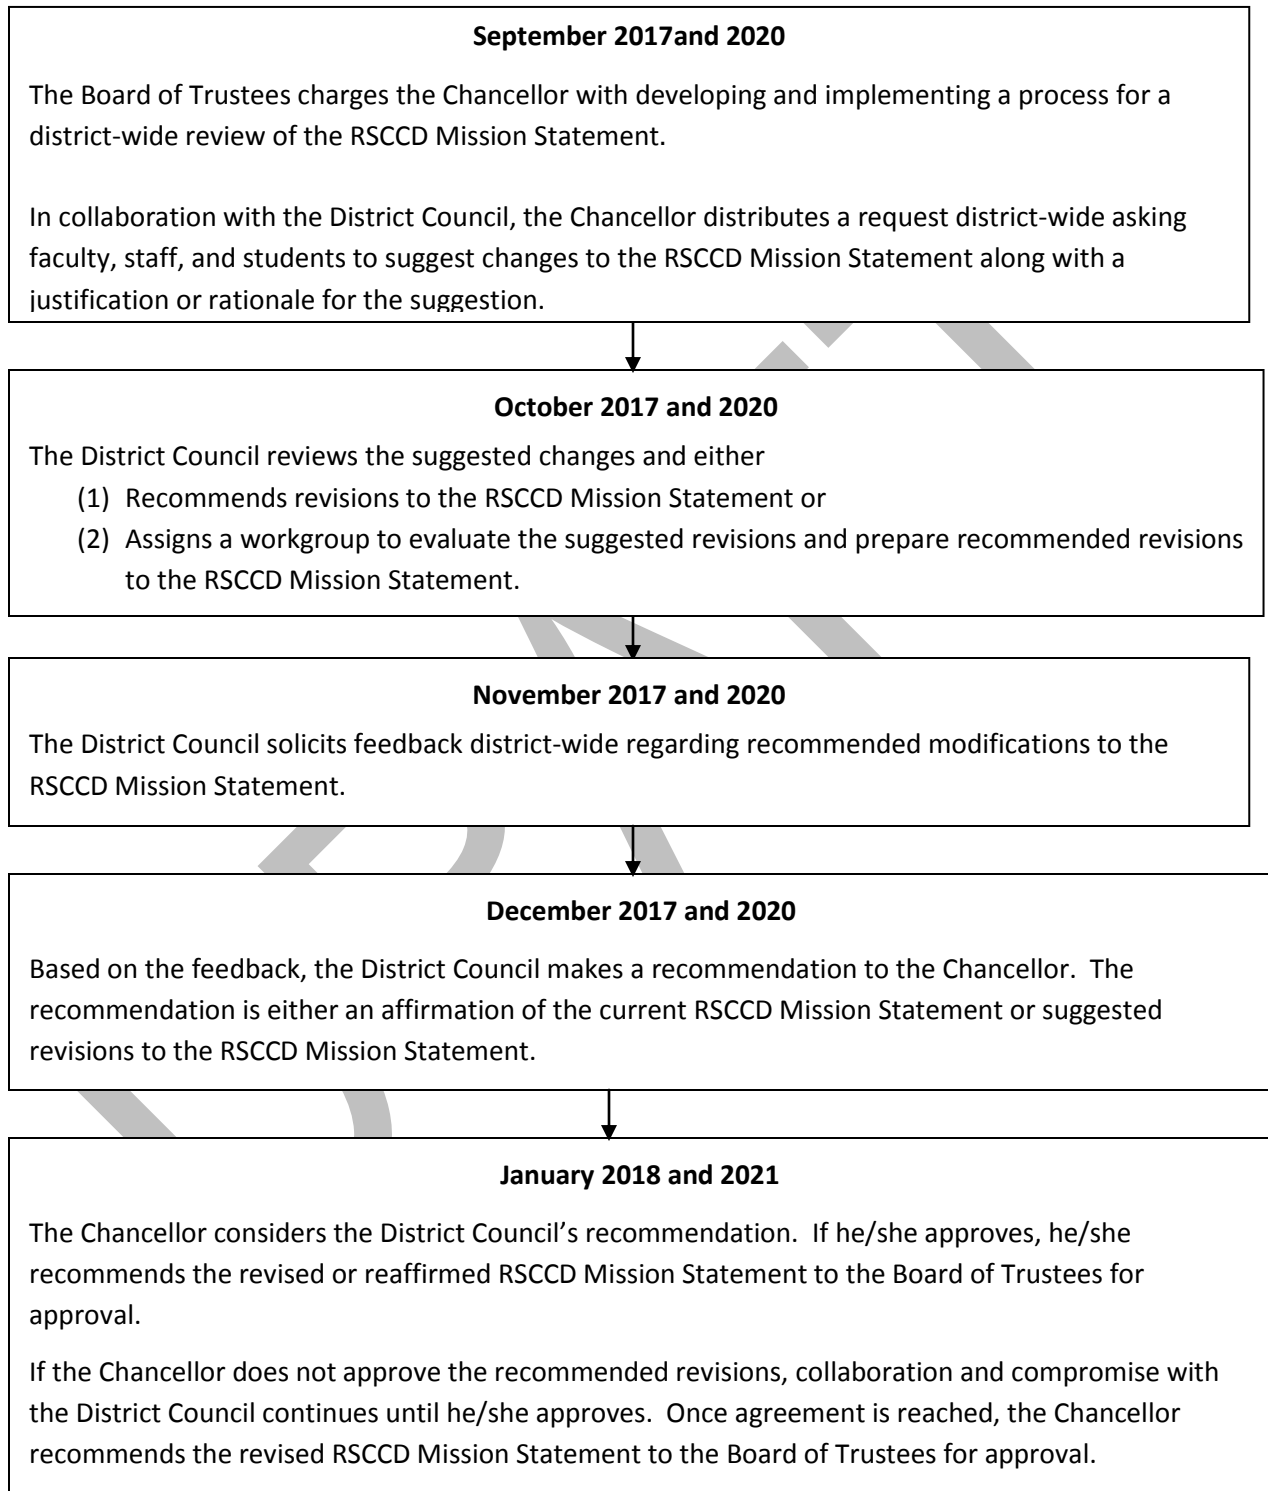 September 2017and 2020
The Board of Trustees charges the Chancellor with developing and implementing a process for a
district-wide review of the RSCCD Mission Statement.
In collaboration with the District Council, the Chancellor distributes a request district-wide asking
faculty, staff, and students to suggest changes to the RSCCD Mission Statement along with a
justification or rationale for the suggestion.
October 2017 and 2020
The District Council reviews the suggested changes and either
(1) Recommends revisions to the RSCCD Mission Statement or
(2) Assigns a workgroup to evaluate the suggested revisions and prepare recommended revisions
to the RSCCD Mission Statement.
November 2017 and 2020
The District Council solicits feedback district-wide regarding recommended modifications to the
RSCCD Mission Statement.
December 2017 and 2020
Based on the feedback, the District Council makes a recommendation to the Chancellor.  The
recommendation is either an affirmation of the current RSCCD Mission Statement or suggested
revisions to the RSCCD Mission Statement.
January 2018 and 2021
The Chancellor considers the District Council’s recommendation.  If he/she approves, he/she
recommends the revised or reaffirmed RSCCD Mission Statement to the Board of Trustees for
approval.
If the Chancellor does not approve the recommended revisions, collaboration and compromise with
the District Council continues until he/she approves.  Once agreement is reached, the Chancellor
recommends the revised RSCCD Mission Statement to the Board of Trustees for approval.